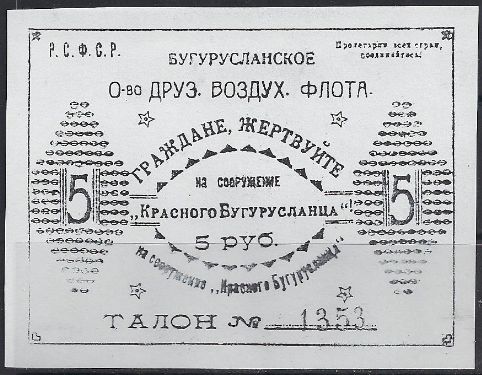 Р.С.Ф.С.Р.
Пролетарии всех стран,
соединяйтесь!
БУГУРУСЛАНСКОЕ
О-во ДРУЗ. ВОЗДУХ. ФЛОТА.
ГРАЖДАНЕ, ЖЕРТВУЙТЕ
на сооружение
5
5
„Красного Бугурусланца"!
5 руб.
на сооружение „Красного Бугурусланца"
ТАЛОН № 1353